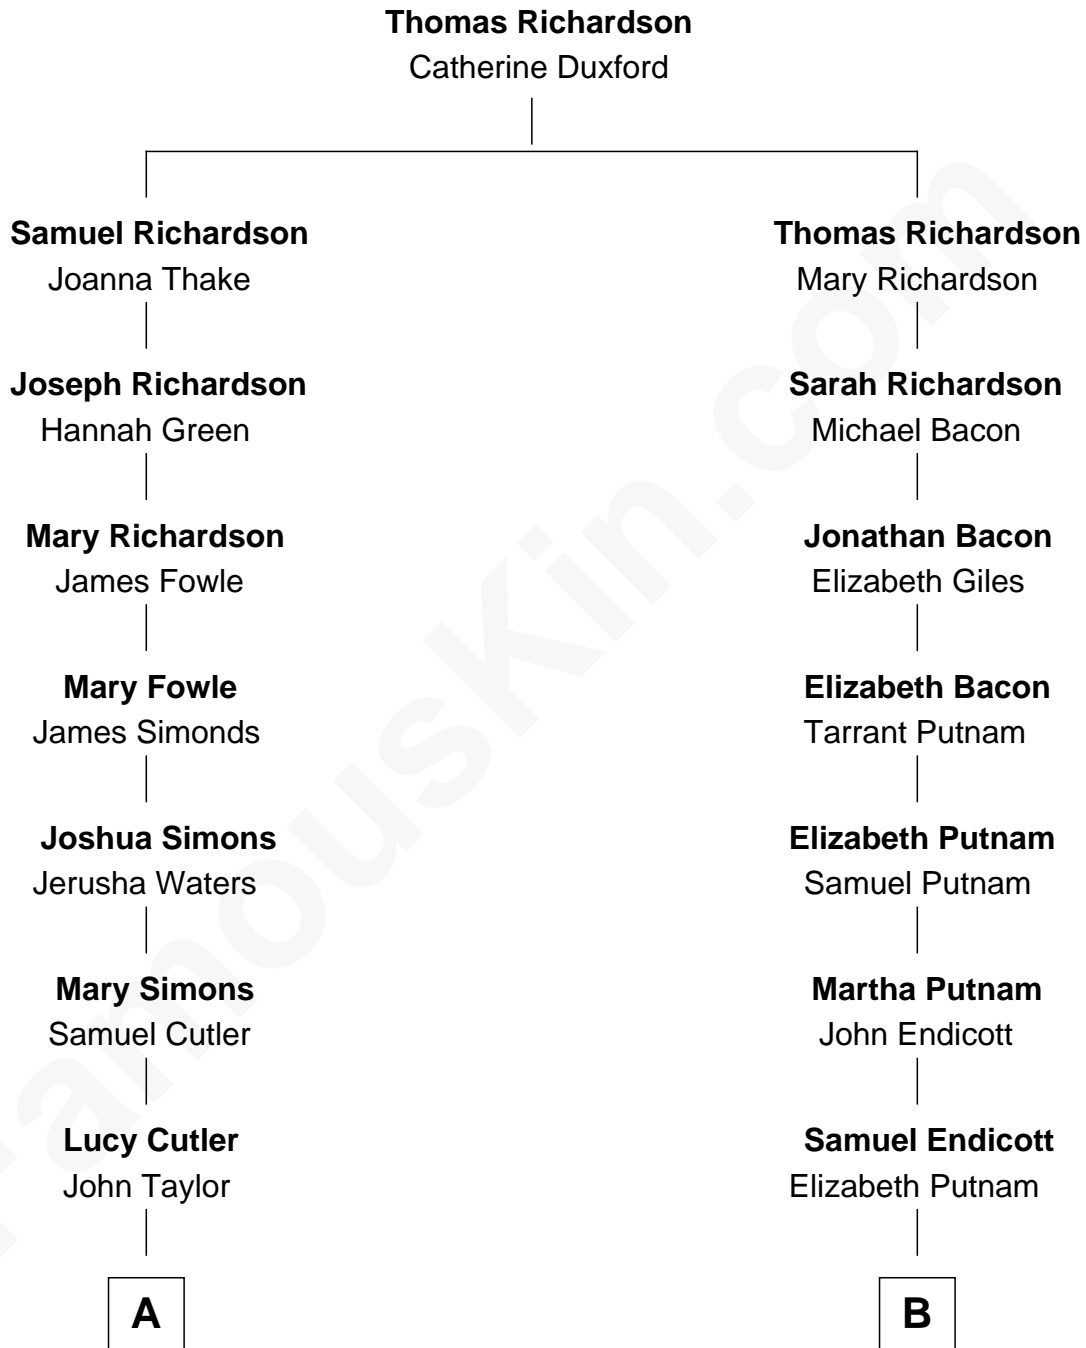 Thomas Richardson
Catherine Duxford
Samuel Richardson
Joanna Thake
Joseph Richardson
Hannah Green
Mary Richardson
James Fowle
Mary Fowle
James Simonds
Joshua Simons
Jerusha Waters
Mary Simons
Samuel Cutler
Lucy Cutler
John Taylor
A
Thomas Richardson
Mary Richardson
Sarah Richardson
Michael Bacon
Jonathan Bacon
Elizabeth Giles
Elizabeth Bacon
Tarrant Putnam
Elizabeth Putnam
Samuel Putnam
Martha Putnam
John Endicott
Samuel Endicott
Elizabeth Putnam
B
FamousKin.com